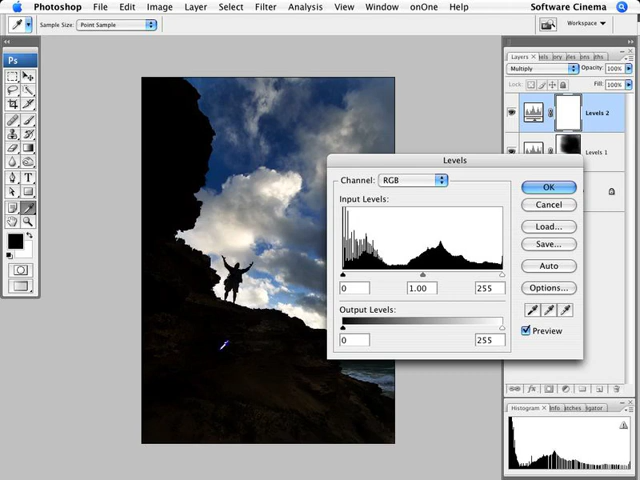 Photoshop File Edit Image Layer Select Filter Analysis View Window onOne Help Software Cinema
Sample Size: Point Sample Workspace
Ps
Layers
Multiply Opacity: 100%
Lock: Fill: 100%
Levels 2
Levels 1
Levels
Channel: RGB
Input Levels:
0 1.00 255
Output Levels:
0 255
OK
Cancel
Load...
Save...
Auto
Options...
Preview
Histogram Info